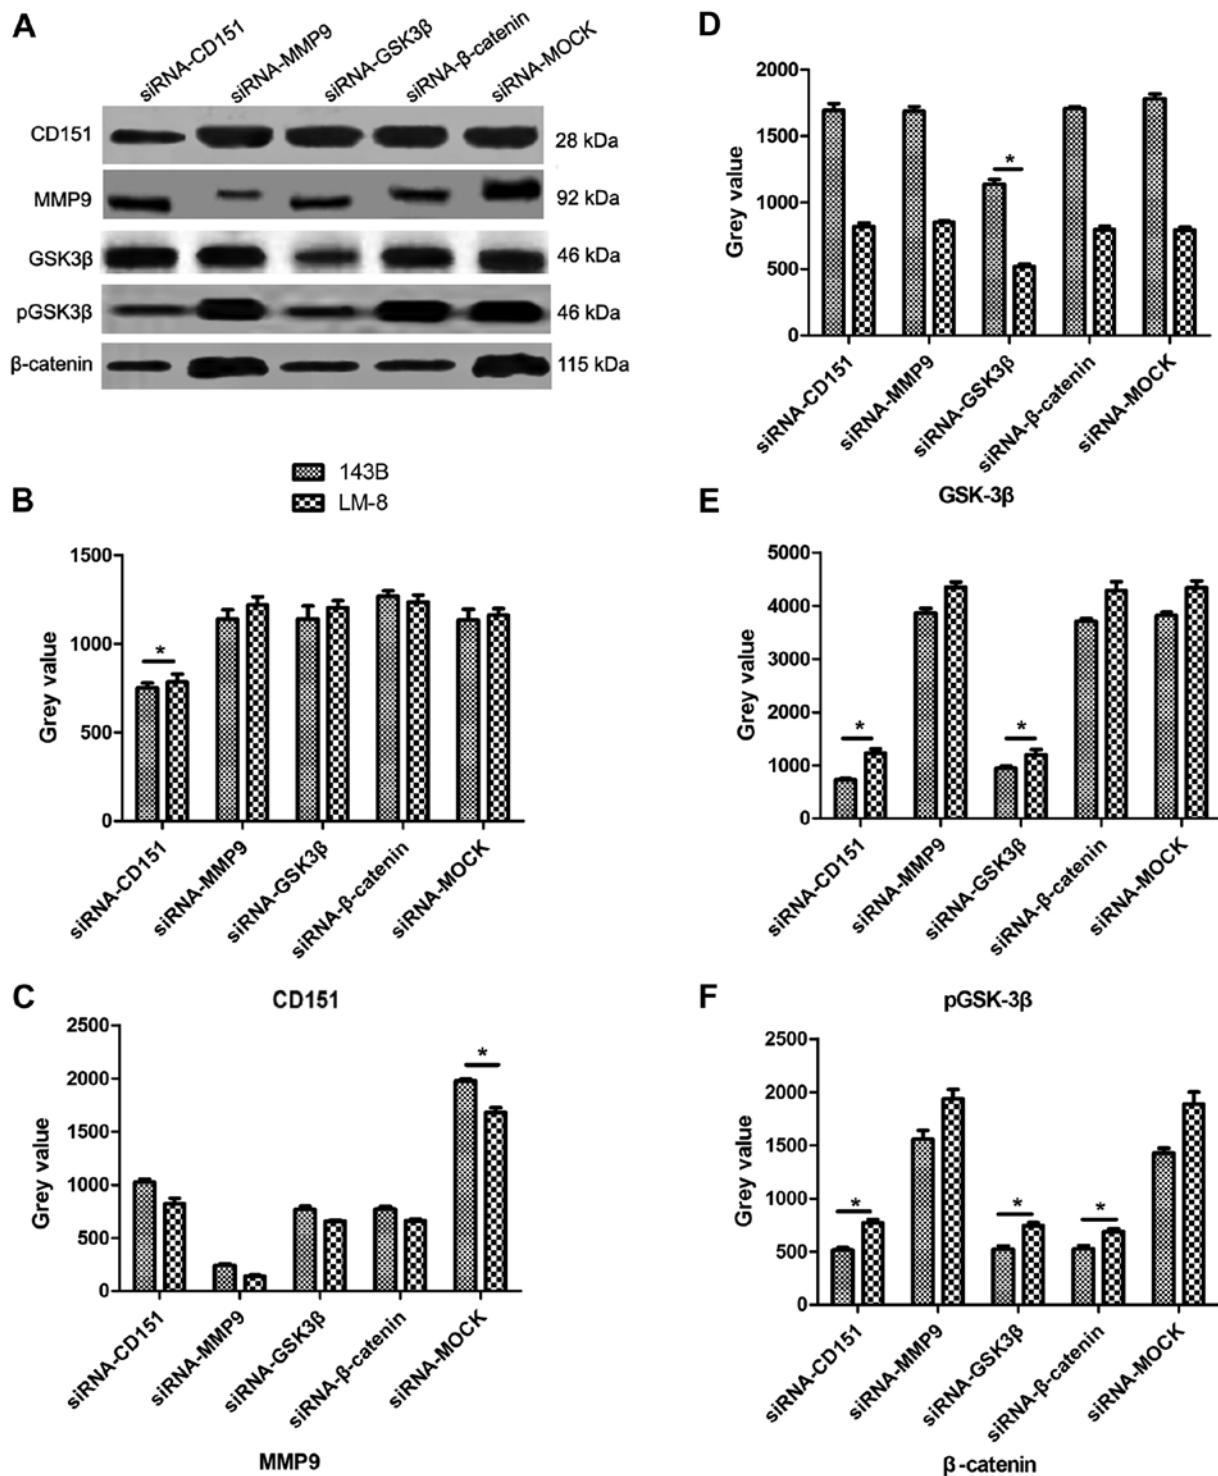 A
siRNA-CD151
siRNA-MMP9
siRNA-GSK3β
siRNA-β-catenin
siRNA-MOCK
CD151
28 kDa
MMP9
92 kDa
GSK3β
46 kDa
pGSK3β
46 kDa
β-catenin
115 kDa
143B
LM-8
B
Grey value
1500
1000
500
0
*
siRNA-CD151
siRNA-MMP9
siRNA-GSK3β
siRNA-β-catenin
siRNA-MOCK
CD151
C
Grey value
2500
2000
1500
1000
500
0
*
siRNA-CD151
siRNA-MMP9
siRNA-GSK3β
siRNA-β-catenin
siRNA-MOCK
MMP9
D
Grey value
2000
1500
1000
500
0
*
siRNA-CD151
siRNA-MMP9
siRNA-GSK3β
siRNA-β-catenin
siRNA-MOCK
GSK-3β
E
Grey value
5000
4000
3000
2000
1000
0
*
*
siRNA-CD151
siRNA-MMP9
siRNA-GSK3β
siRNA-β-catenin
siRNA-MOCK
pGSK-3β
F
Grey value
2500
2000
1500
1000
500
0
*
*
*
siRNA-CD151
siRNA-MMP9
siRNA-GSK3β
siRNA-β-catenin
siRNA-MOCK
β-catenin